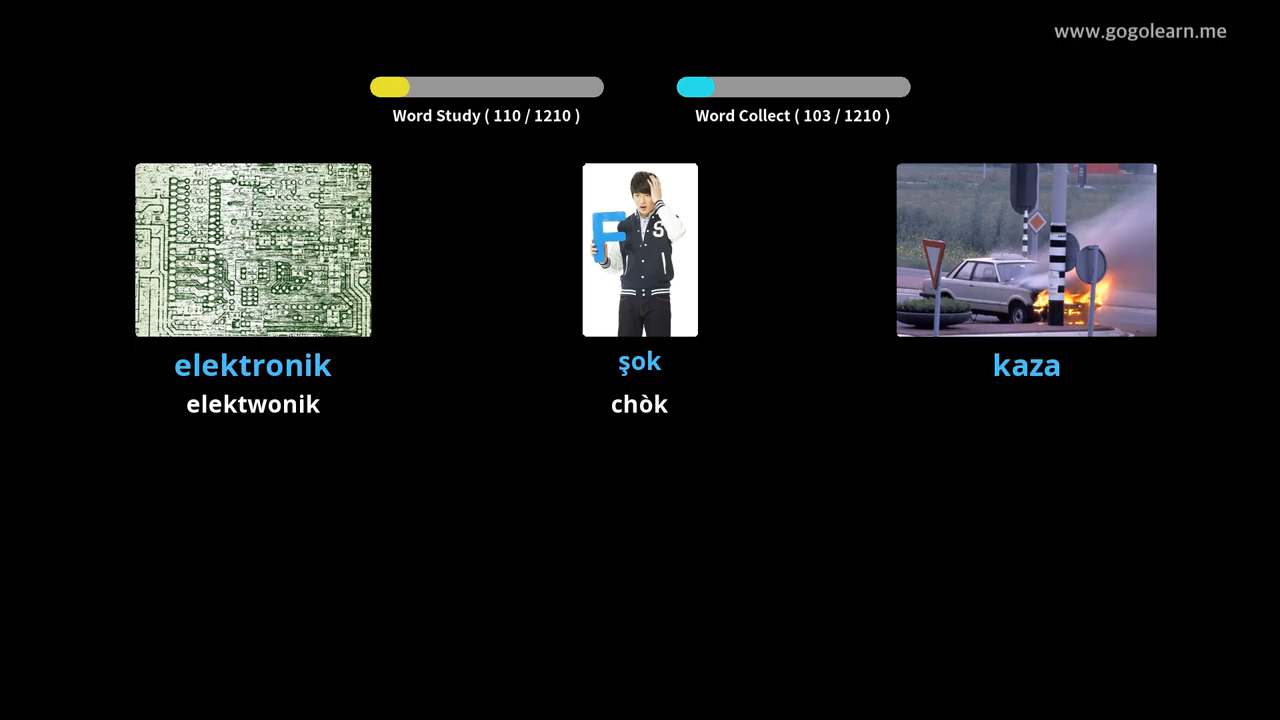 www.gogolearn.me
Word Study ( 110 / 1210 )
Word Collect ( 103 / 1210 )
F
S
elektronik
şok
kaza
elektwonik
chòk